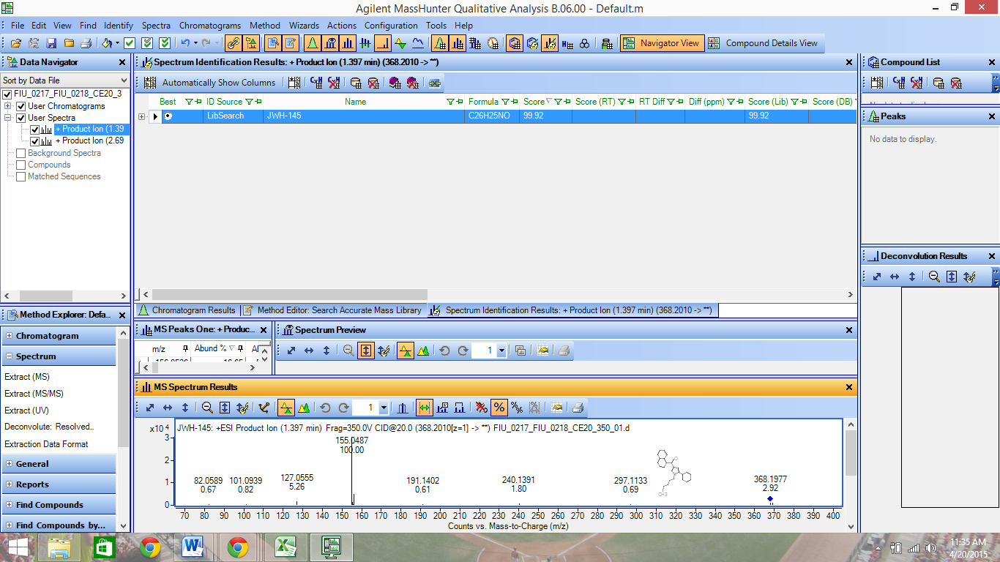 Agilent MassHunter Qualitative Analysis B.06.00 - Default.m
File Edit View Find Identify Spectra Chromatograms Method Wizards Actions Configuration Tools Help
Navigator View Compound Details View
Data Navigator
Sort by Data File
FIU_0217_FIU_0218_CE20_3
User Chromatograms
User Spectra
+ Product Ion (1.39
+ Product Ion (2.69
Background Spectra
Compounds
Matched Sequences
Spectrum Identification Results: + Product Ion (1.397 min) (368.2010 -> **)
Automatically Show Columns
Best ID Source Name Formula Score Score (RT) RT Diff Diff (ppm) Score (Lib) Score (DB)
LibSearch JWH-145 C26H25NO 99.92 99.92
Compound List
Peaks
No data to display.
Deconvolution Results
Chromatogram Results Method Editor: Search Accurate Mass Library Spectrum Identification Results: + Product Ion (1.397 min) (368.2010 -> **)
Method Explorer: Defa...
Chromatogram
Spectrum
Extract (MS)
Extract (MS/MS)
Extract (UV)
Deconvolute: Resolved...
Extraction Data Format
General
Reports
Find Compounds
Find Compounds by...
MS Peaks One: + Produc...
m/z Abund %
Spectrum Preview
1
MS Spectrum Results
1 % %
x10 4
JWH-145: +ESI Product Ion (1.397 min) Frag=350.0V CID@20.0 (368.2010[z=1] -> **) FIU_0217_FIU_0218_CE20_350_01.d
3
2
1
0
82.0589
0.67
101.0939
0.82
127.0555
5.26
155.0487
100.00
191.1402
0.61
240.1391
1.80
297.1133
0.69
CH3
368.1977
2.92
70 80 90 100 110 120 130 140 150 160 170 180 190 200 210 220 230 240 250 260 270 280 290 300 310 320 330 340 350 360 370 380 390 400
Counts vs. Mass-to-Charge (m/z)
11:35 AM
4/20/2015